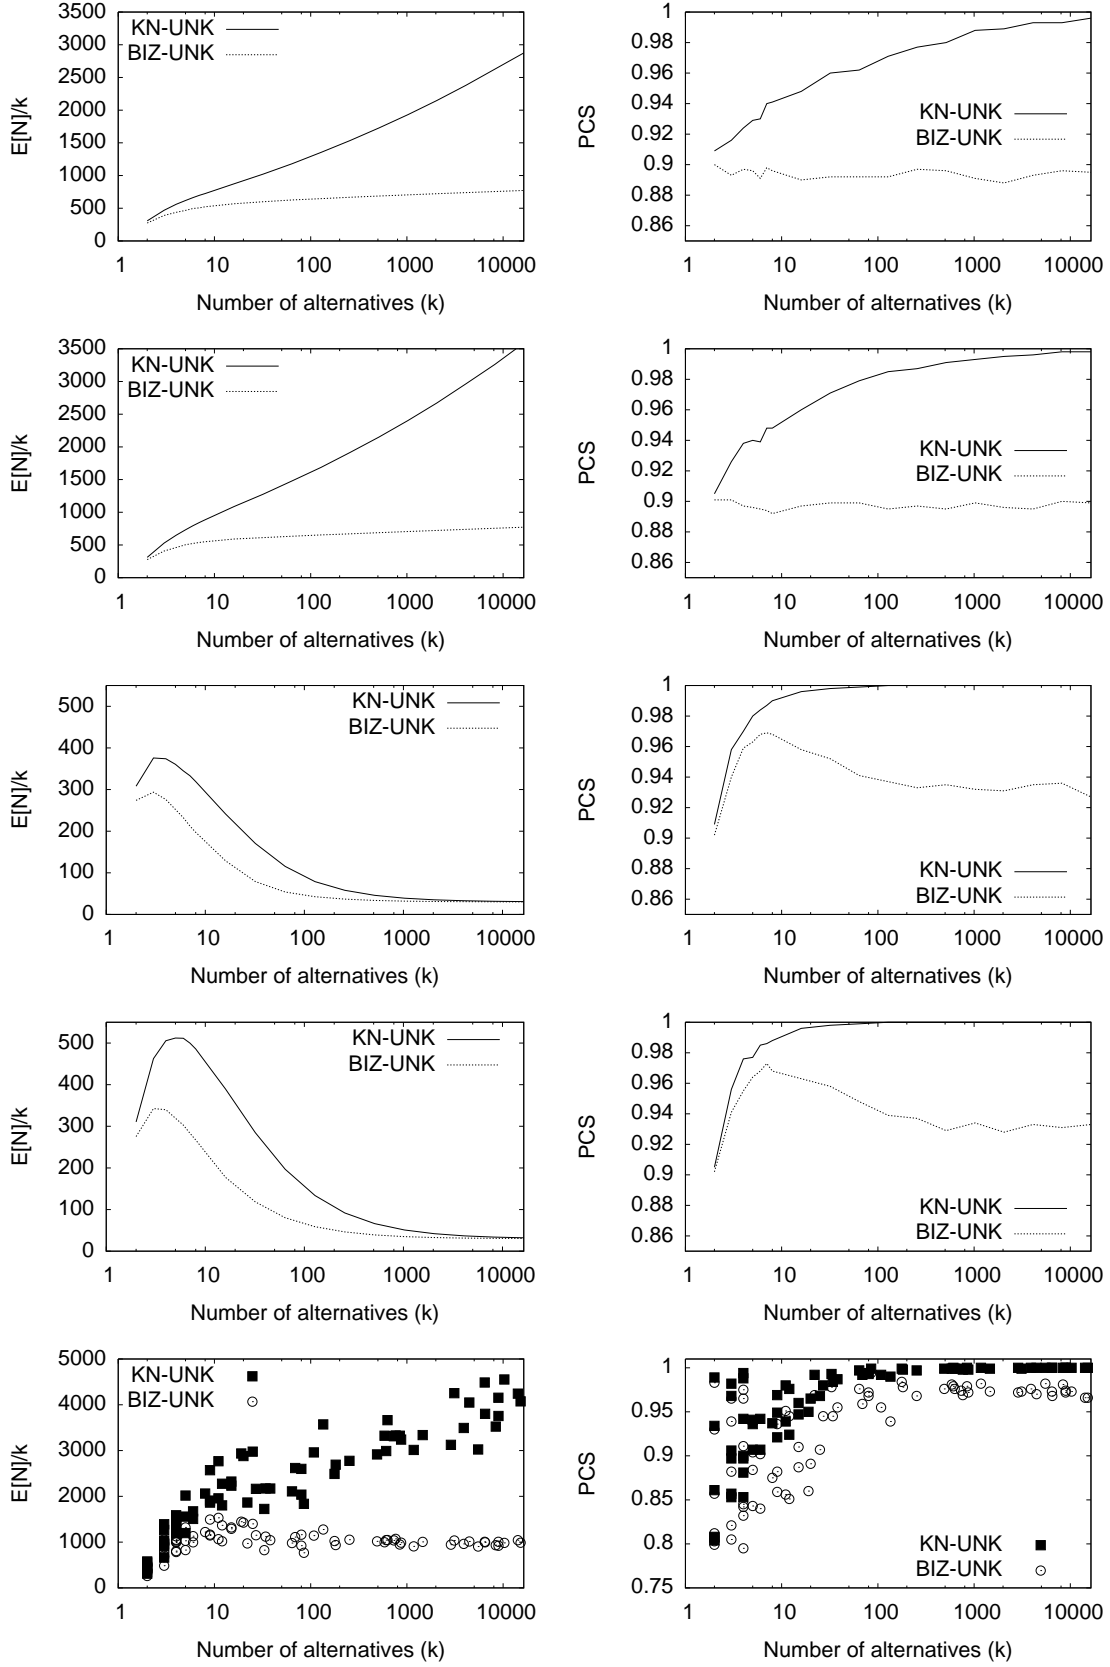 3500
3000
2500
2000
1500
1000
500
0
E[N]/k
KN-UNK
BIZ-UNK
1 10 100 1000 10000
Number of alternatives (k)
1
0.98
0.96
0.94
0.92
0.9
0.88
0.86
PCS
KN-UNK
BIZ-UNK
1 10 100 1000 10000
Number of alternatives (k)
3500
3000
2500
2000
1500
1000
500
0
E[N]/k
KN-UNK
BIZ-UNK
1 10 100 1000 10000
Number of alternatives (k)
1
0.98
0.96
0.94
0.92
0.9
0.88
0.86
PCS
KN-UNK
BIZ-UNK
1 10 100 1000 10000
Number of alternatives (k)
500
400
300
200
100
0
E[N]/k
KN-UNK
BIZ-UNK
1 10 100 1000 10000
Number of alternatives (k)
1
0.98
0.96
0.94
0.92
0.9
0.88
0.86
PCS
KN-UNK
BIZ-UNK
1 10 100 1000 10000
Number of alternatives (k)
500
400
300
200
100
0
E[N]/k
KN-UNK
BIZ-UNK
1 10 100 1000 10000
Number of alternatives (k)
1
0.98
0.96
0.94
0.92
0.9
0.88
0.86
PCS
KN-UNK
BIZ-UNK
1 10 100 1000 10000
Number of alternatives (k)
5000
4000
3000
2000
1000
0
E[N]/k
KN-UNK
BIZ-UNK
1 10 100 1000 10000
Number of alternatives (k)
1
0.95
0.9
0.85
0.8
0.75
PCS
KN-UNK
BIZ-UNK
1 10 100 1000 10000
Number of alternatives (k)